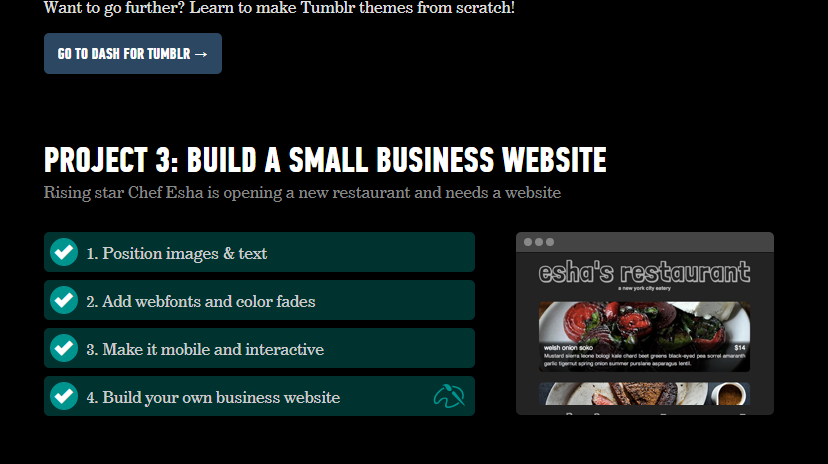 Want to go further? Learn to make Tumblr themes from scratch!
GO TO DASH FOR TUMBLR →
PROJECT 3: BUILD A SMALL BUSINESS WEBSITE
Rising star Chef Esha is opening a new restaurant and needs a website
1. Position images & text
2. Add webfonts and color fades
3. Make it mobile and interactive
4. Build your own business website
esha's restaurant
a new york city eatery
welsh onion soko $14
Mustard sierra leone bologi kale chard beet greens black-eyed pea sorrel amaranth
garlic tigernut spring onion summer purslane asparagus lentil.